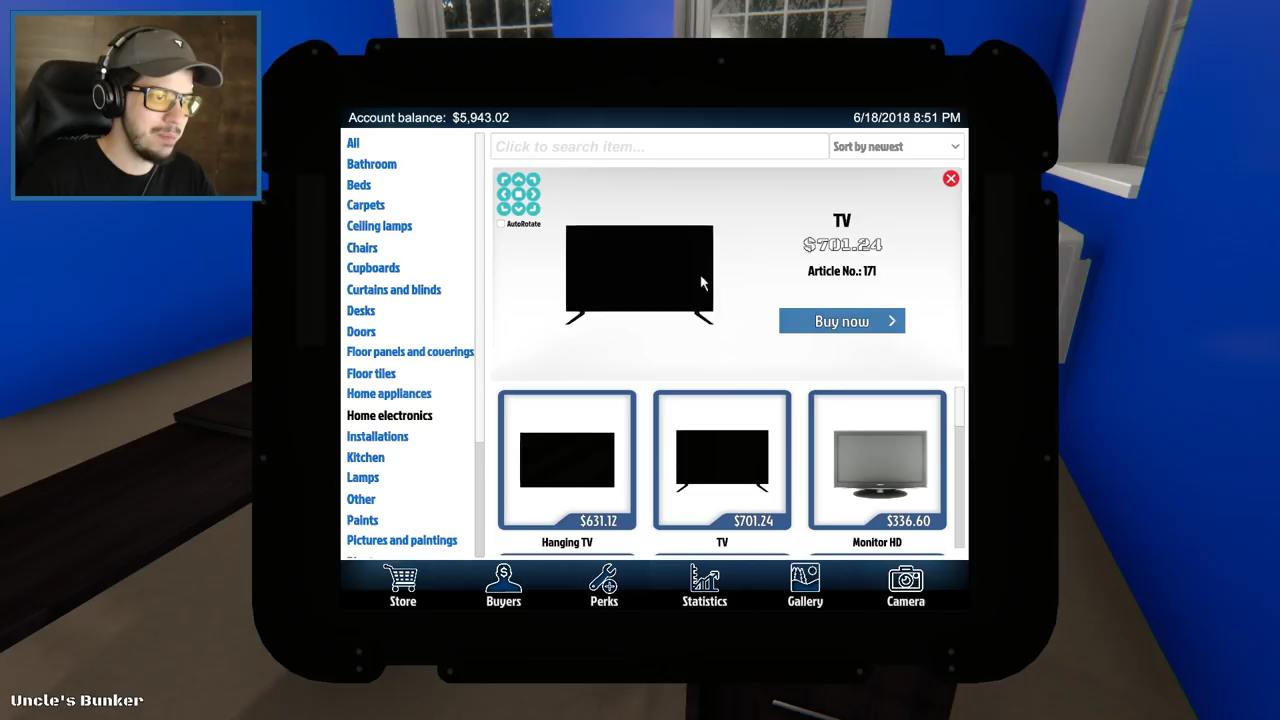 Account balance: $5,943.02
6/18/2018 8:51 PM
All
Bathroom
Beds
Carpets
Ceiling lamps
Chairs
Cupboards
Curtains and blinds
Desks
Doors
Floor panels and coverings
Floor tiles
Home appliances
Home electronics
Installations
Kitchen
Lamps
Other
Paints
Pictures and paintings
Click to search item...
Sort by newest
AutoRotate
TV
$701.24
Article No.: 171
Buy now
$631.12
$701.24
$336.60
Hanging TV
TV
Monitor HD
Store
Buyers
Perks
Statistics
Gallery
Camera
Uncle's Bunker